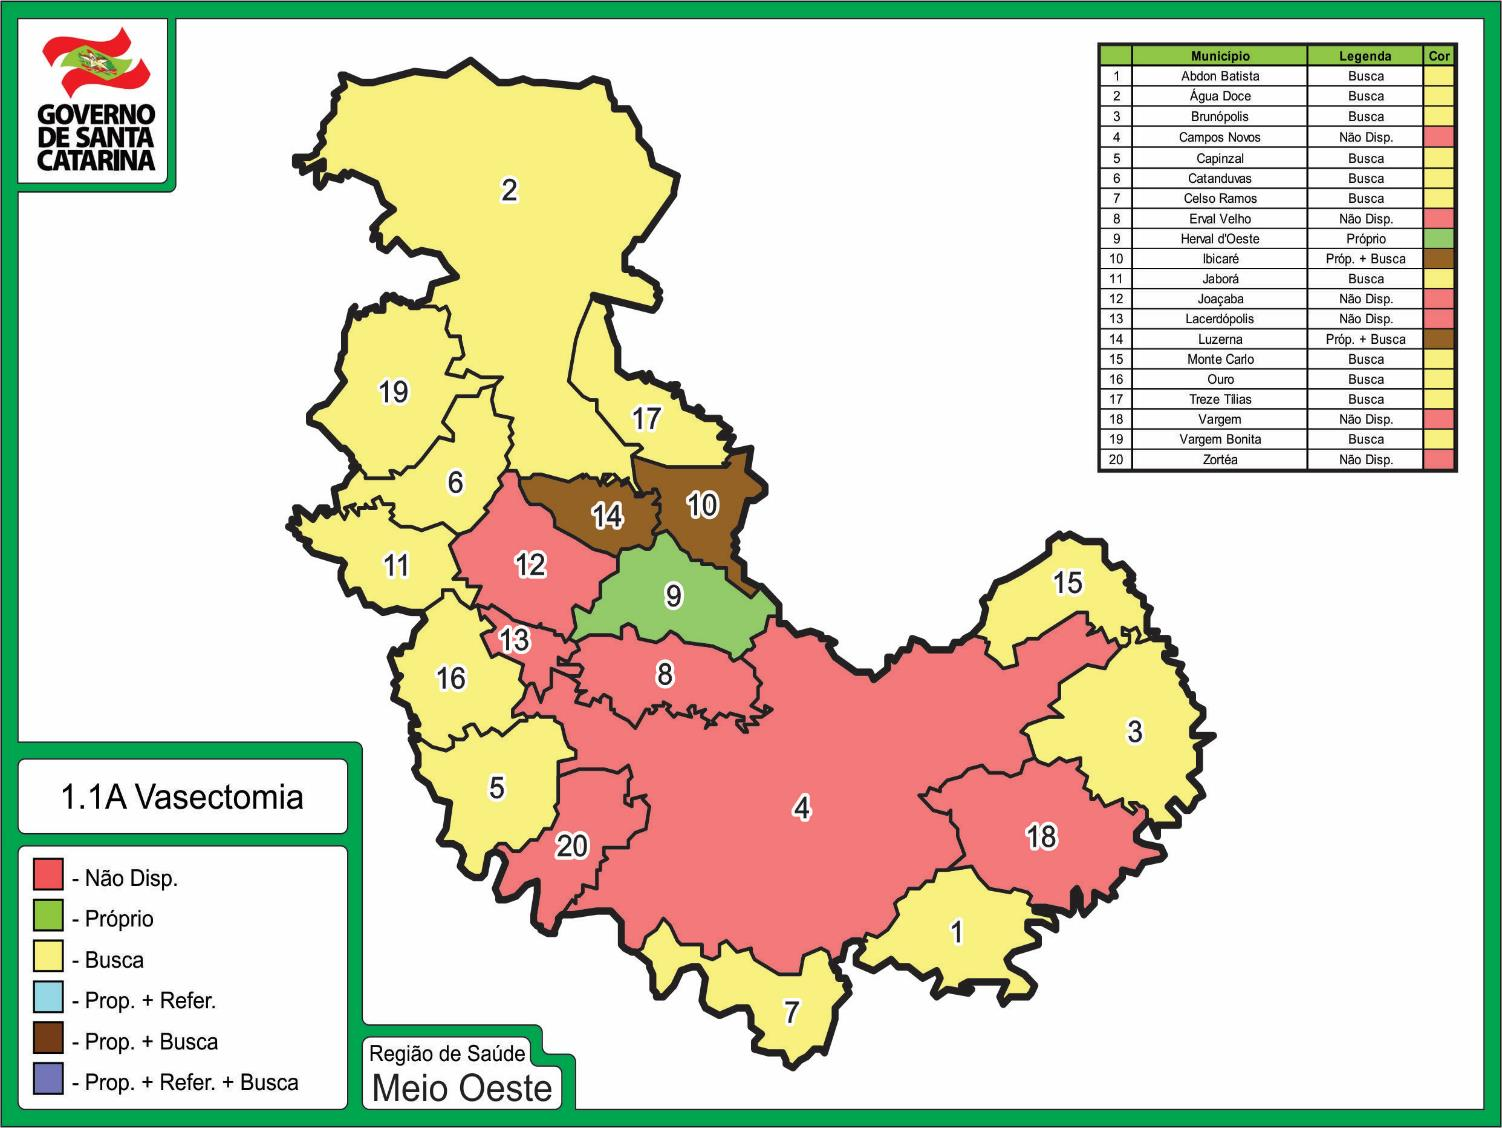 GOVERNO
DE SANTA
CATARINA
Município Legenda Cor
1 Abdon Batista Busca
2 Água Doce Busca
3 Brunópolis Busca
4 Campos Novos Não Disp.
5 Capinzal Busca
6 Catanduvas Busca
7 Celso Ramos Busca
8 Erval Velho Não Disp.
9 Herval d'Oeste Próprio
10 Ibicaré Próp. + Busca
11 Jaborá Busca
12 Joaçaba Não Disp.
13 Lacerdópolis Não Disp.
14 Luzerna Próp. + Busca
15 Monte Carlo Busca
16 Ouro Busca
17 Treze Tílias Busca
18 Vargem Não Disp.
19 Vargem Bonita Busca
20 Zortéa Não Disp.
2
19
17
6
14
10
11
12
9
15
13
16
8
3
5
4
20
18
1
7
1.1A Vasectomia
- Não Disp.
- Próprio
- Busca
- Prop. + Refer.
- Prop. + Busca
- Prop. + Refer. + Busca
Região de Saúde
Meio Oeste